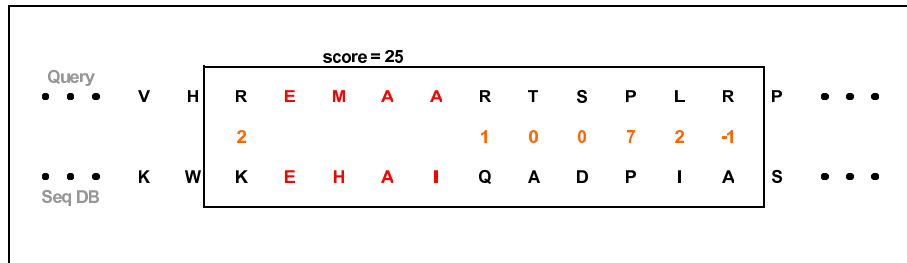 score = 25
Query
• • • V H R E M A A R T S P L R P • • •
2 1 0 0 7 2 -1
• • • K W K E H A I Q A D P I A S • • •
Seq DB